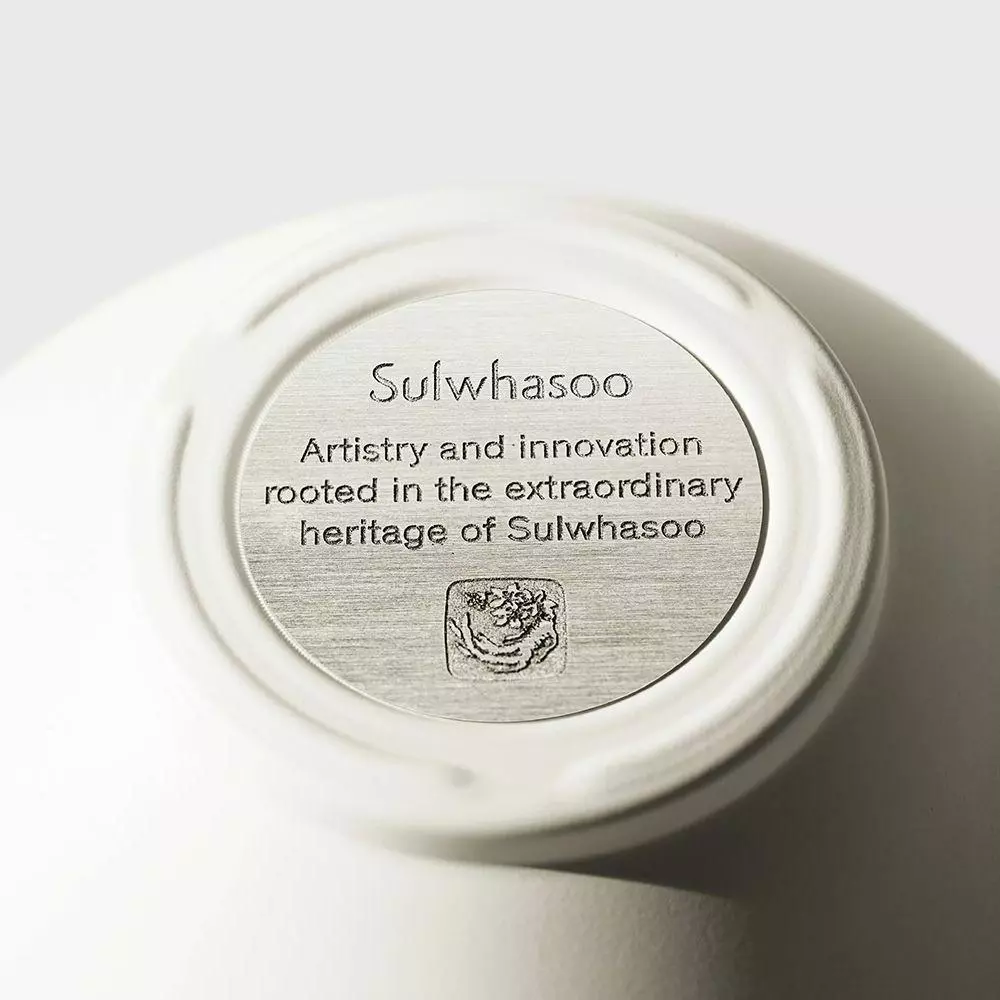 Sulwhasoo
Artistry and innovation
rooted in the extraordinary
heritage of Sulwhasoo